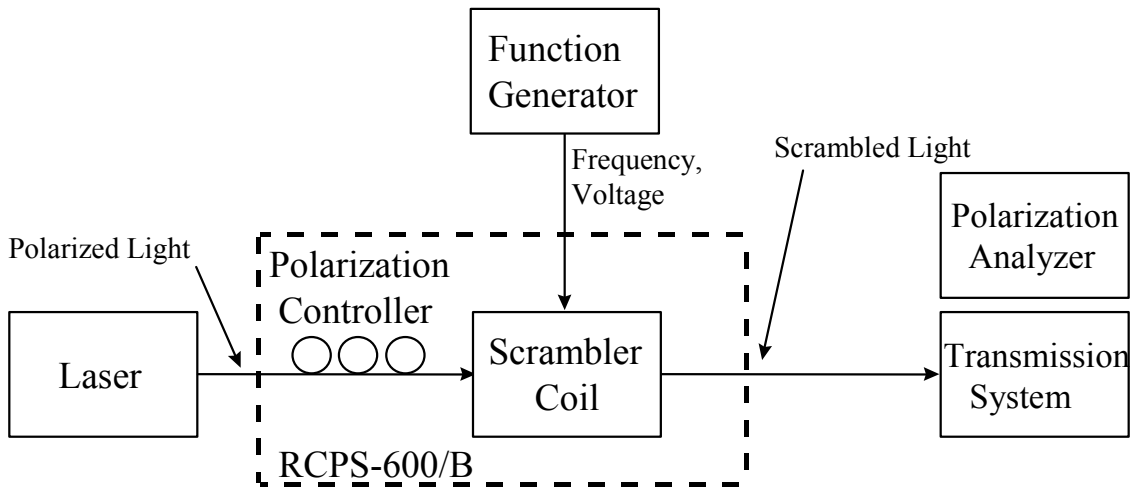 Function
Generator
Frequency,
Voltage
Scrambled Light
Polarization
Analyzer
Polarized Light
Polarization
Controller
Laser
Scrambler
Coil
Transmission
System
RCPS-600/B